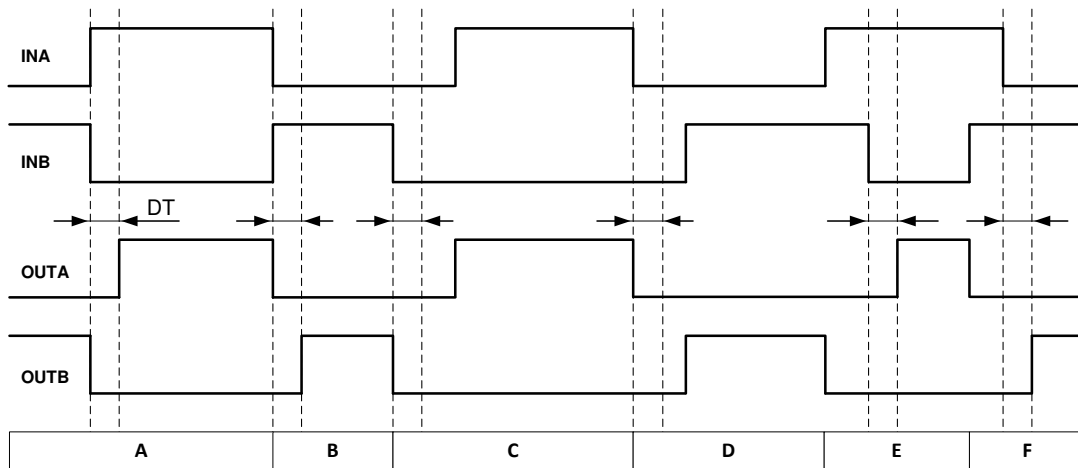 INA
INB
DT
OUTA
OUTB
A B C D E F